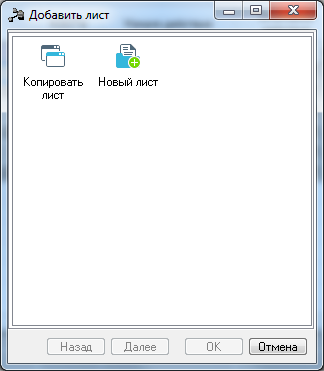 Добавить лист
Копировать
лист
Новый лист
Назад
Далее
OK
Отмена